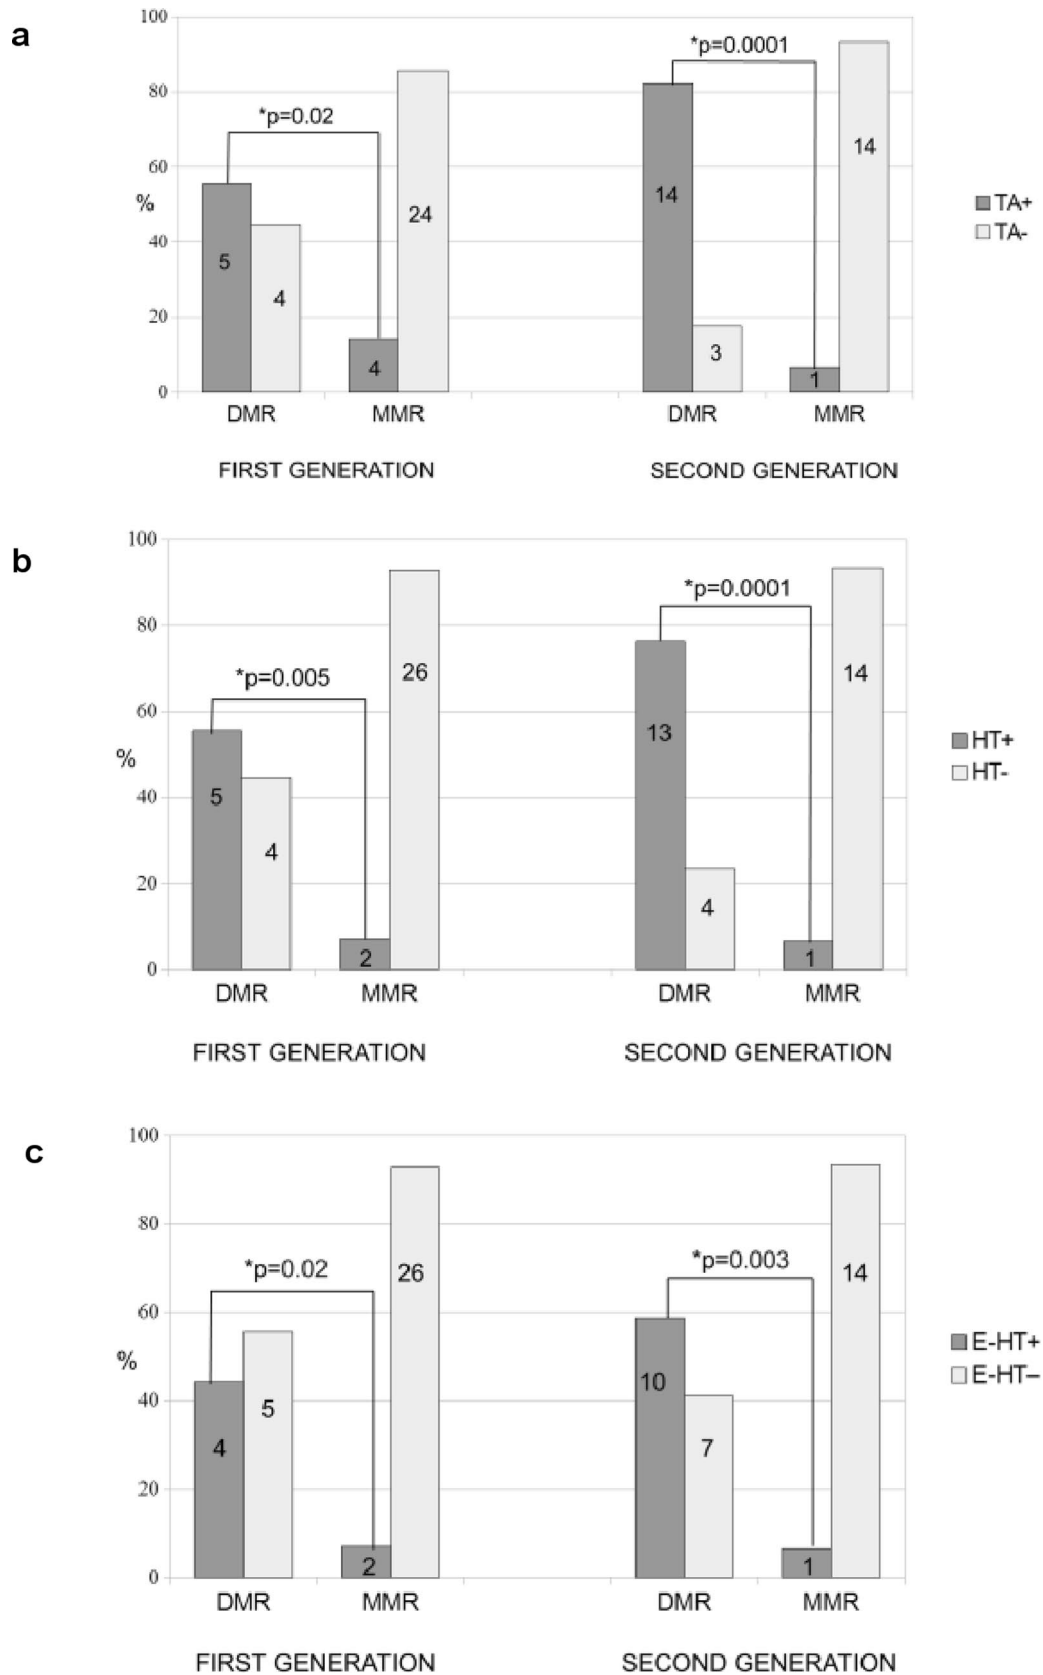 a
100
80
60
40
20
0
%
*p=0.02
*p=0.0001
5
4
4
24
14
3
1
14
TA+
TA-
DMR MMR DMR MMR
FIRST GENERATION SECOND GENERATION
b
100
80
60
40
20
0
%
*p=0.005
*p=0.0001
5
4
2
26
13
4
1
14
HT+
HT-
DMR MMR DMR MMR
FIRST GENERATION SECOND GENERATION
c
100
80
60
40
20
0
%
*p=0.02
*p=0.003
4
5
2
26
10
7
1
14
E-HT+
E-HT–
DMR MMR DMR MMR
FIRST GENERATION SECOND GENERATION